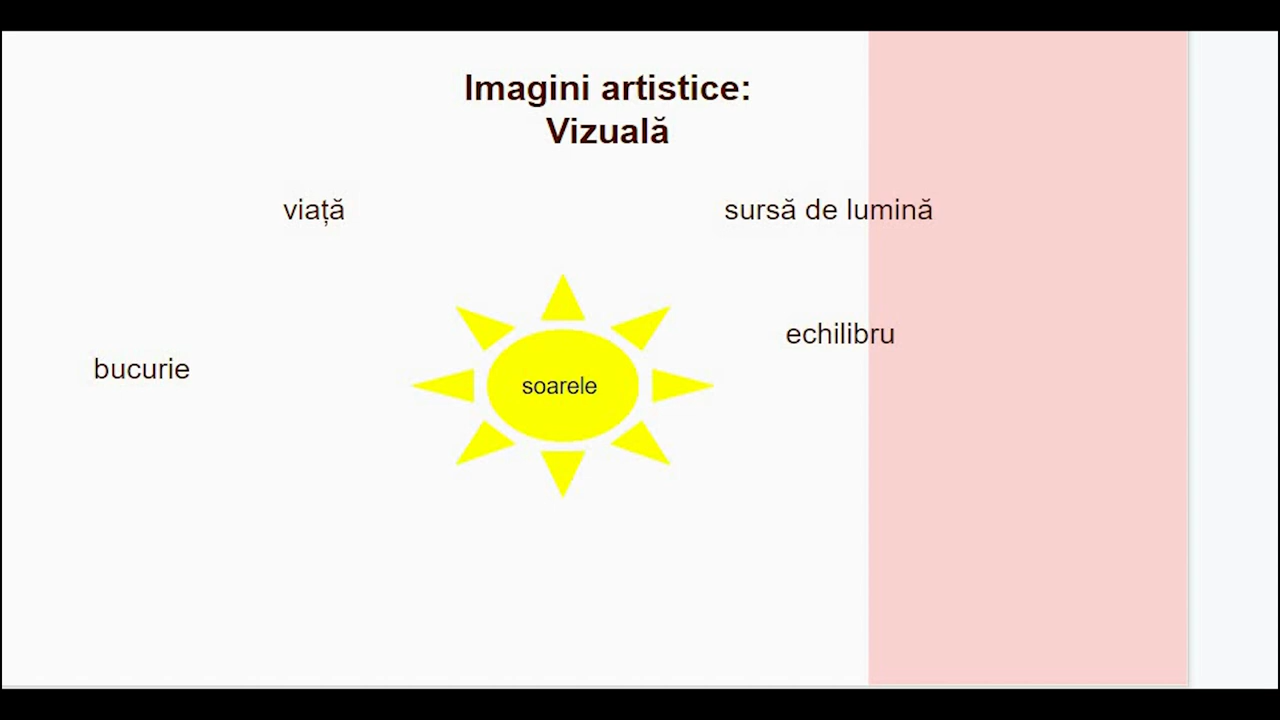 Imagini artistice:
Vizuală
viață
sursă de lumină
echilibru
bucurie
soarele